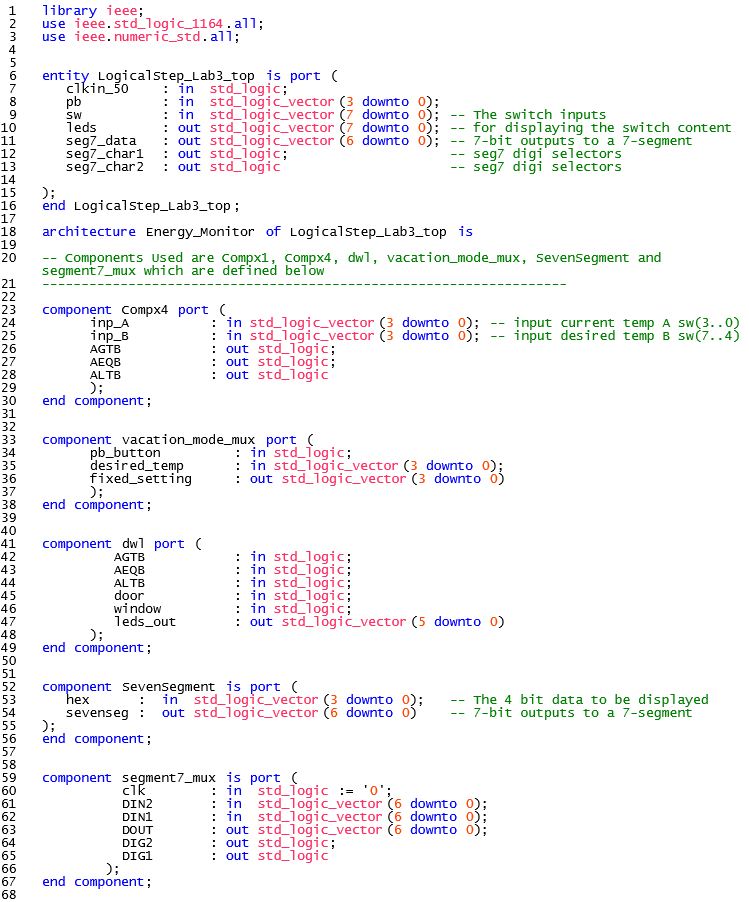 1 library ieee;
2 use ieee.std_logic_1164.all;
3 use ieee.numeric_std.all;
4
5
6 entity LogicalStep_Lab3_top is port (
7 clkin_50 : in std_logic;
8 pb : in std_logic_vector(3 downto 0);
9 sw : in std_logic_vector(7 downto 0); -- The switch inputs
10 leds : out std_logic_vector(7 downto 0); -- for displaying the switch content
11 seg7_data : out std_logic_vector(6 downto 0); -- 7-bit outputs to a 7-segment
12 seg7_char1 : out std_logic; -- seg7 digi selectors
13 seg7_char2 : out std_logic -- seg7 digi selectors
14
15 );
16 end LogicalStep_Lab3_top;
17
18 architecture Energy_Monitor of LogicalStep_Lab3_top is
19
20 -- Components Used are Compx1, Compx4, dwl, vacation_mode_mux, SevenSegment and
segment7_mux which are defined below
21 -------------------------------------------------------------------
22
23 component Compx4 port (
24 inp_A : in std_logic_vector(3 downto 0); -- input current temp A sw(3..0)
25 inp_B : in std_logic_vector(3 downto 0); -- input desired temp B sw(7..4)
26 AGTB : out std_logic;
27 AEQB : out std_logic;
28 ALTB : out std_logic
29 );
30 end component;
31
32
33 component vacation_mode_mux port (
34 pb_button : in std_logic;
35 desired_temp : in std_logic_vector(3 downto 0);
36 fixed_setting : out std_logic_vector(3 downto 0)
37 );
38 end component;
39
40
41 component dwl port (
42 AGTB : in std_logic;
43 AEQB : in std_logic;
44 ALTB : in std_logic;
45 door : in std_logic;
46 window : in std_logic;
47 leds_out : out std_logic_vector(5 downto 0)
48 );
49 end component;
50
51
52 component SevenSegment is port (
53 hex : in std_logic_vector(3 downto 0); -- The 4 bit data to be displayed
54 sevenseg : out std_logic_vector(6 downto 0) -- 7-bit outputs to a 7-segment
55 );
56 end component;
57
58
59 component segment7_mux is port (
60 clk : in std_logic := '0';
61 DIN2 : in std_logic_vector(6 downto 0);
62 DIN1 : in std_logic_vector(6 downto 0);
63 DOUT : out std_logic_vector(6 downto 0);
64 DIG2 : out std_logic;
65 DIG1 : out std_logic
66 );
67 end component;
68